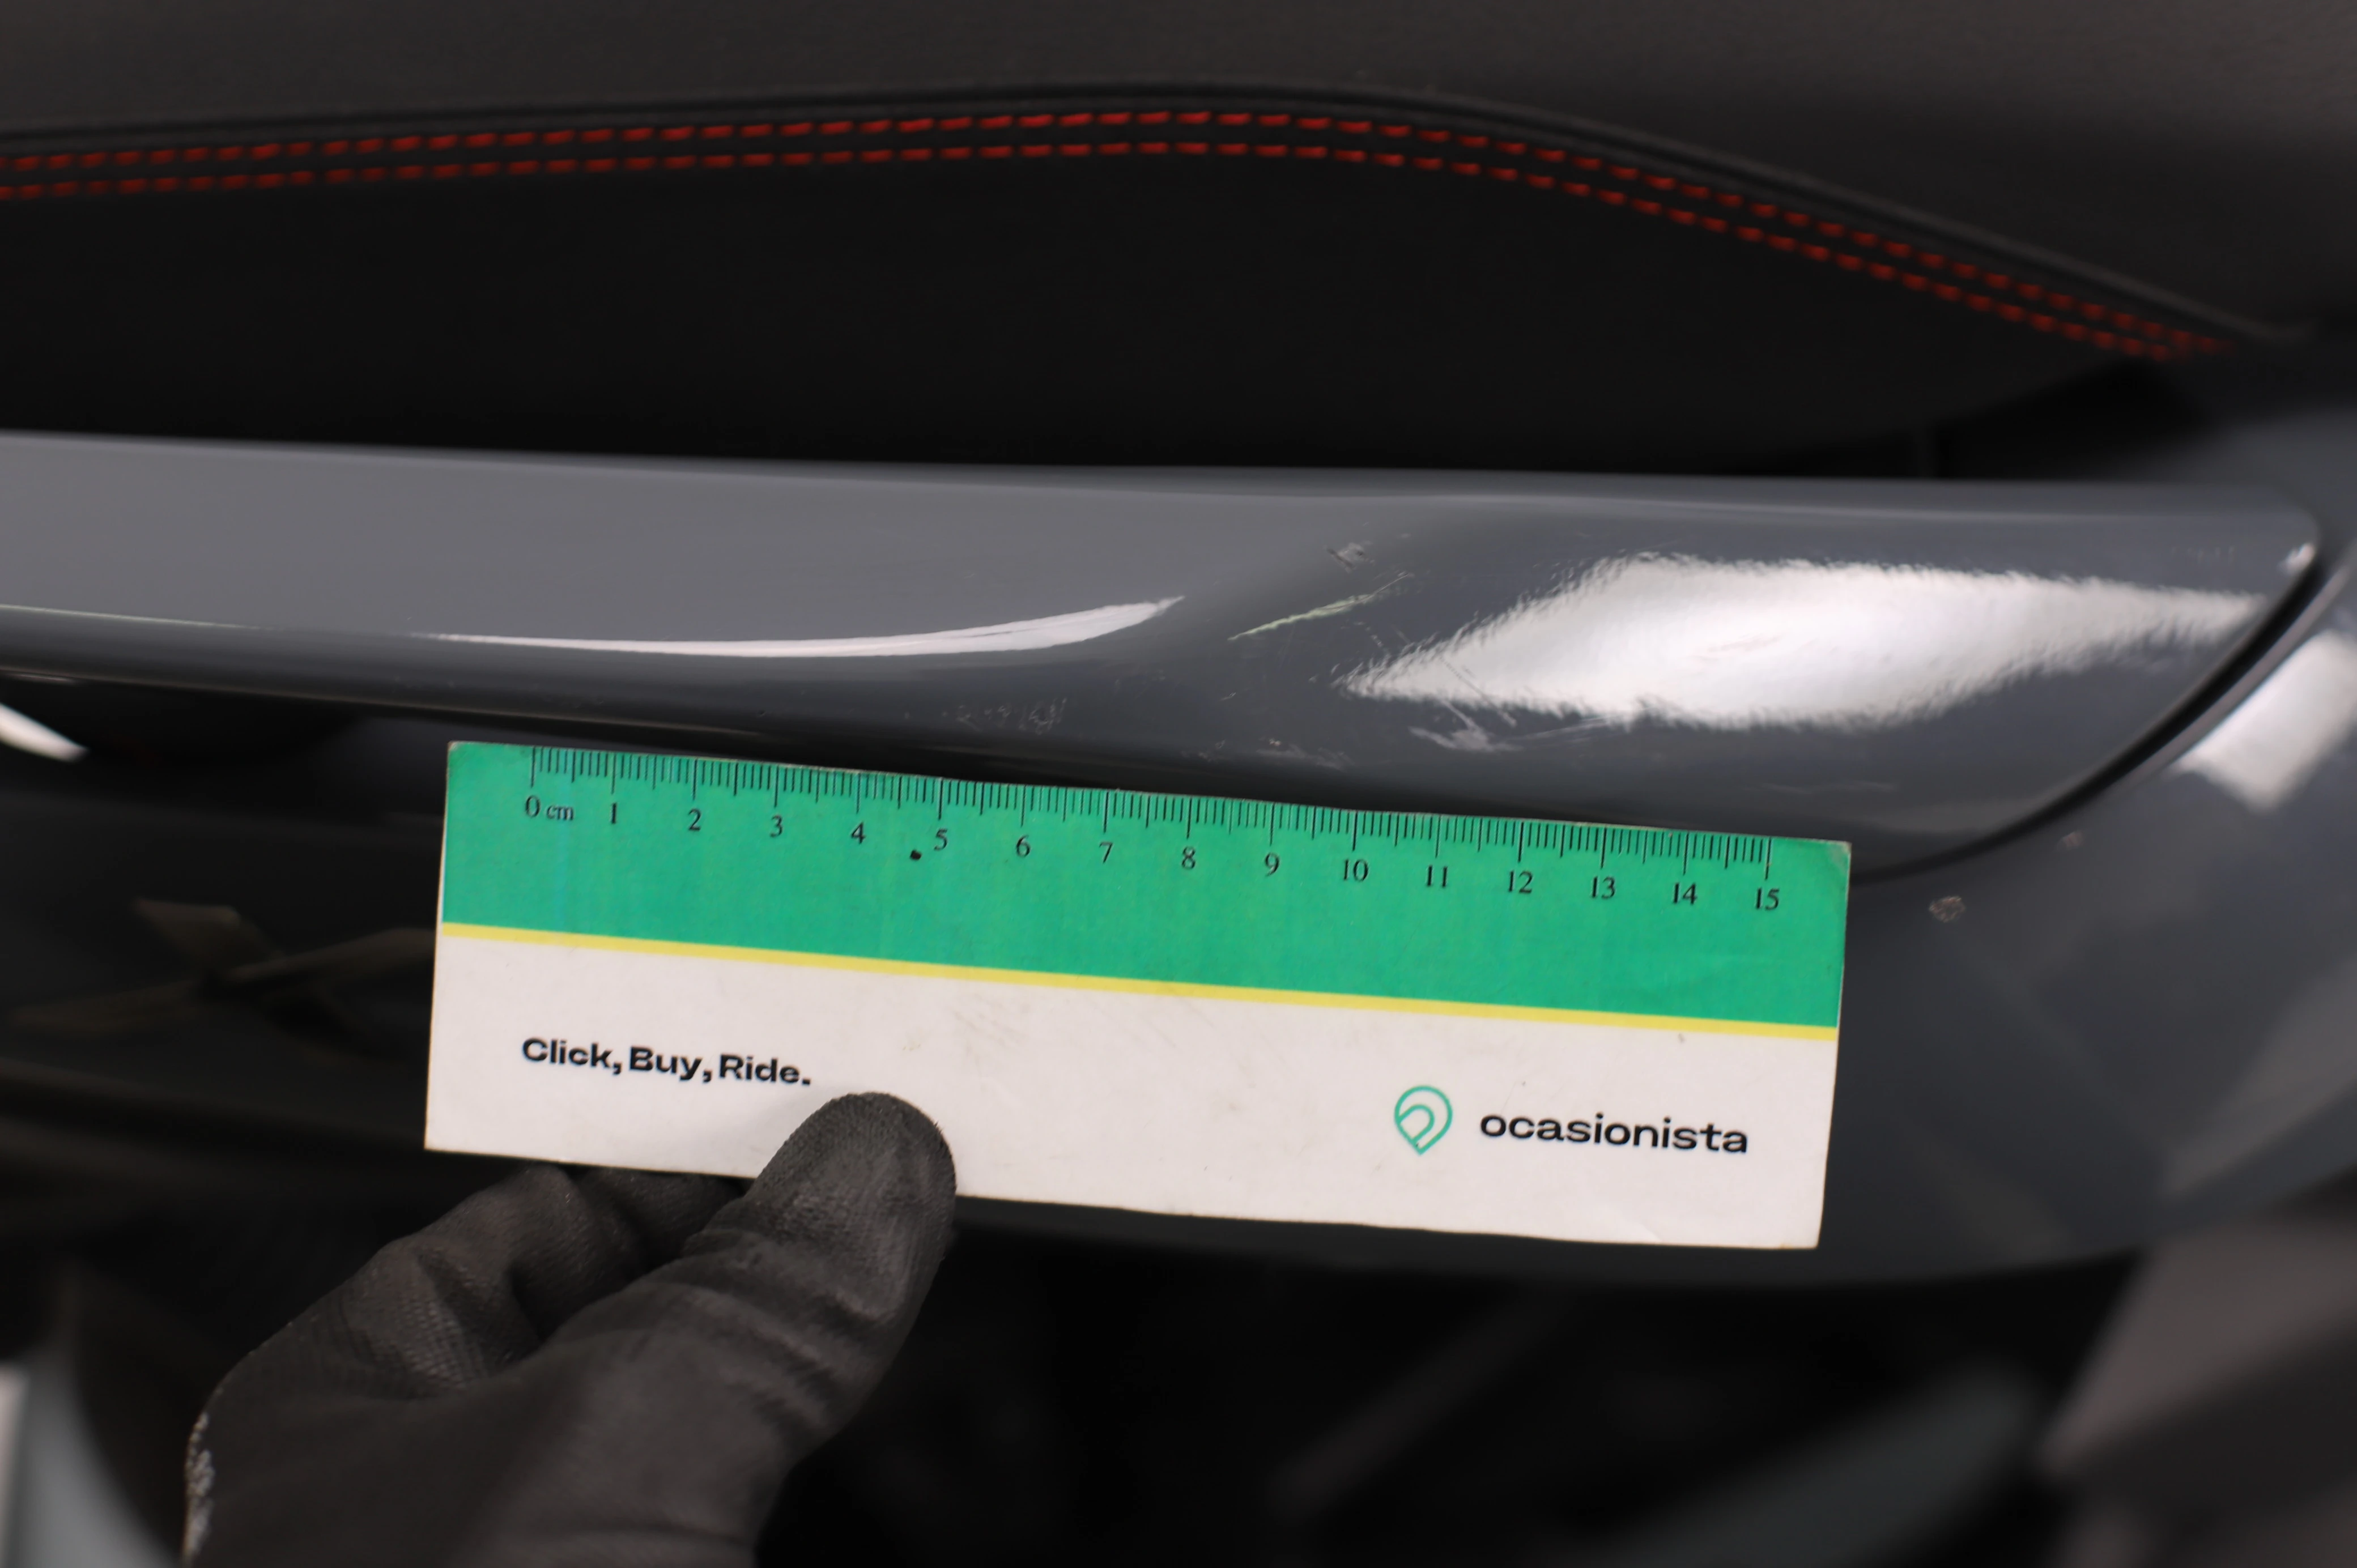 0 cm 1 2 3 4 5 6 7 8 9 10 11 12 13 14 15
Click, Buy, Ride.
ocasionista